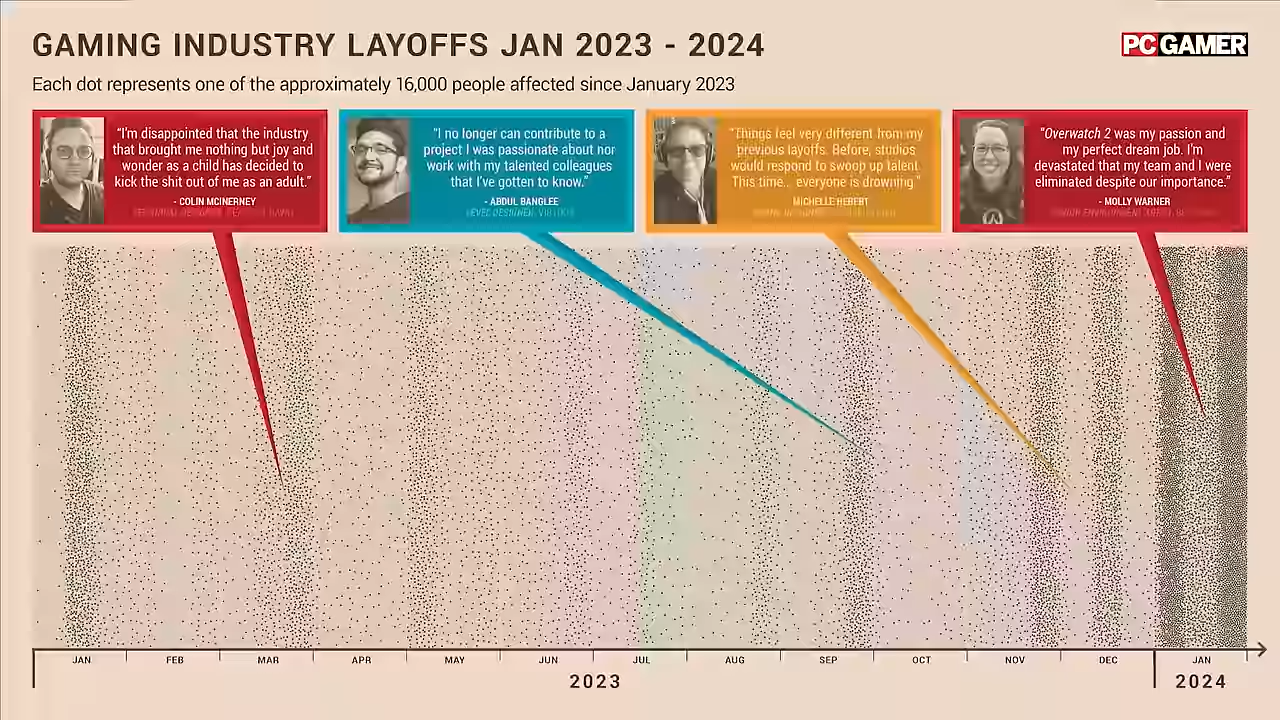 GAMING INDUSTRY LAYOFFS JAN 2023 - 2024
PC GAMER
Each dot represents one of the approximately 16,000 people affected since January 2023
“I’m disappointed that the industry
that brought me nothing but joy and
wonder as a child has decided to
kick the shit out of me as an adult.”
- COLIN MCINERNEY
“I no longer can contribute to a
project I was passionate about nor
work with my talented colleagues
that I’ve gotten to know.”
- ABDUL BANGLEE
“Things feel very different from my
previous layoffs. Before, studios
would respond to swoop up talent.
This time.. everyone is drowning”
MICHELLE HEBERT
“Overwatch 2 was my passion and
my perfect dream job. I’m
devastated that my team and I were
eliminated despite our importance.”
- MOLLY WARNER
JAN FEB MAR APR MAY JUN JUL AUG SEP OCT NOV DEC JAN
2023 2024